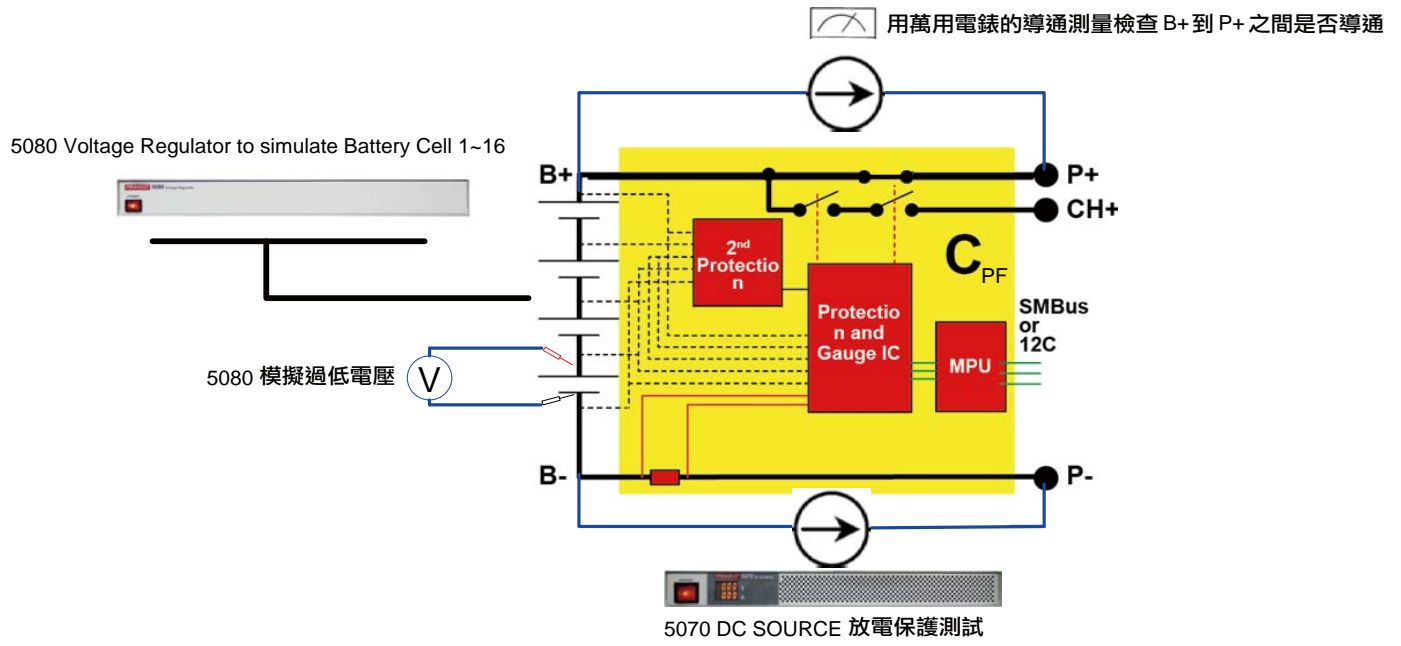 用萬用電錶的導通測量檢查 B+ 到 P+ 之間是否導通
5080 Voltage Regulator to simulate Battery Cell 1~16
B+
P+
CH+
2nd
Protectio
n
C PF
Protectio
n and
Gauge IC
SMBus
or
12C
MPU
5080 模擬過低電壓
V
B-
P-
5070 DC SOURCE 放電保護測試